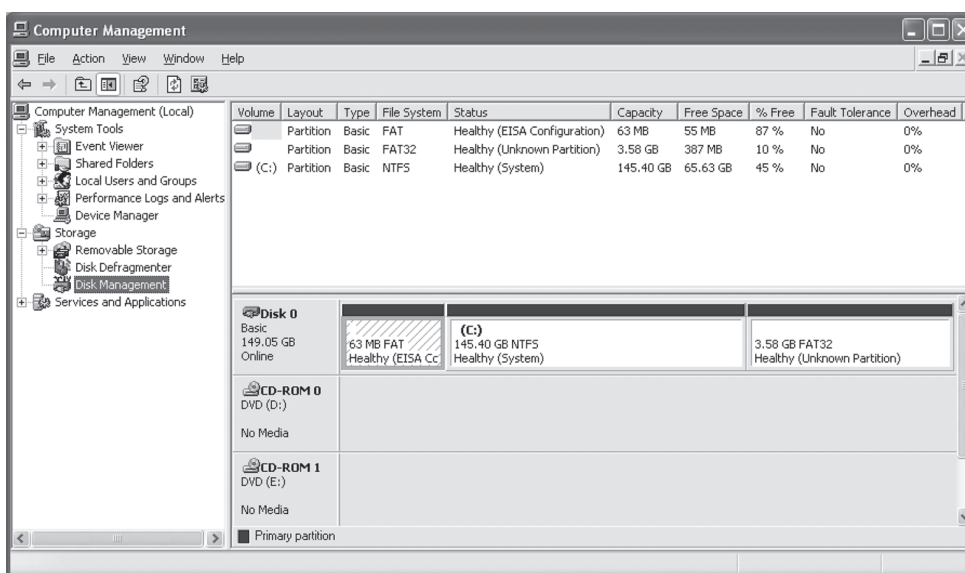 Computer Management
File Action View Window Help
Computer Management (Local)
System Tools
Event Viewer
Shared Folders
Local Users and Groups
Performance Logs and Alerts
Device Manager
Storage
Removable Storage
Disk Defragmenter
Disk Management
Services and Applications
Volume Layout Type File System Status Capacity Free Space % Free Fault Tolerance Overhead
Partition Basic FAT Healthy (EISA Configuration) 63 MB 55 MB 87 % No 0%
Partition Basic FAT32 Healthy (Unknown Partition) 3.58 GB 387 MB 10 % No 0%
(C:) Partition Basic NTFS Healthy (System) 145.40 GB 65.63 GB 45 % No 0%
Disk 0
Basic
149.05 GB
Online
63 MB FAT
Healthy (EISA Cc
(C:)
145.40 GB NTFS
Healthy (System)
3.58 GB FAT32
Healthy (Unknown Partition)
CD-ROM 0
DVD (D:)
No Media
CD-ROM 1
DVD (E:)
No Media
Primary partition